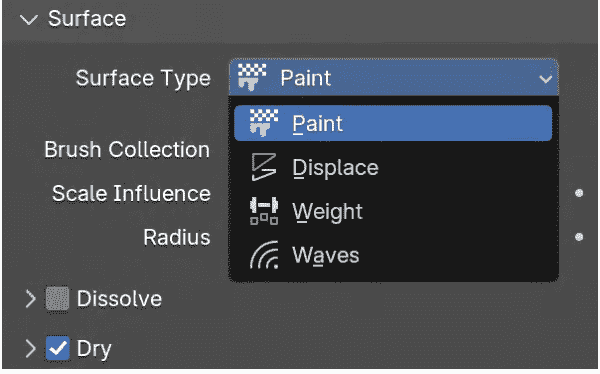 Surface
Surface Type Paint
Paint
Brush Collection
Displace
Scale Influence
Weight
Radius
Waves
Dissolve
Dry